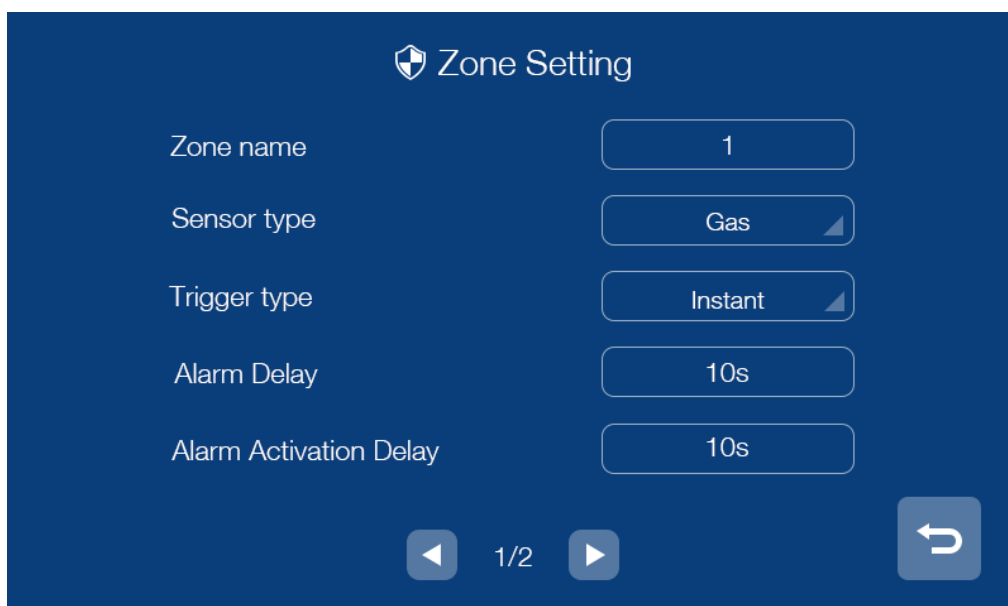 Zone Setting
Zone name 1
Sensor type Gas
Trigger type Instant
Alarm Delay 10s
Alarm Activation Delay 10s
1/2